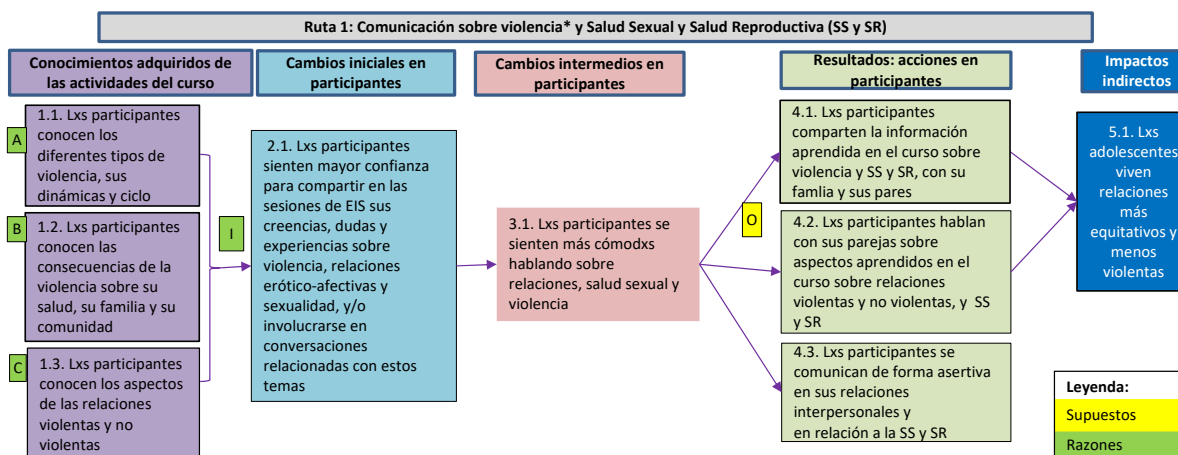 Ruta 1: Comunicación sobre violencia* y Salud Sexual y Salud Reproductiva (SS y SR)
Conocimientos adquiridos de
las actividades del curso
Cambios iniciales en
participantes
Cambios intermedios en
participantes
Resultados: acciones en
participantes
Impactos
indirectos
A
1.1. Lxs participantes
conocen los
diferentes tipos de
violencia, sus
dinámicas y ciclo
B
1.2. Lxs participantes
conocen las
consecuencias de la
violencia sobre su
salud, su familia y su
comunidad
C
1.3. Lxs participantes
conocen los aspectos
de las relaciones
violentas y no
violentas
I
2.1. Lxs participantes
sienten mayor confianza
para compartir en las
sesiones de EIS sus
creencias, dudas y
experiencias sobre
violencia, relaciones
erótico-afectivas y
sexualidad, y/o
involucrarse en
conversaciones
relacionadas con estos
temas
3.1. Lxs participantes se
sienten más cómodxs
hablando sobre
relaciones, salud sexual y
violencia
O
4.1. Lxs participantes
comparten la información
aprendida en el curso sobre
violencia y SS y SR, con su
famlia y sus pares
4.2. Lxs participantes hablan
con sus parejas sobre
aspectos aprendidos en el
curso sobre relaciones
violentas y no violentas, y SS
y SR
4.3. Lxs participantes se
comunican de forma asertiva
en sus relaciones
interpersonales y
en relación a la SS y SR
5.1. Lxs
adolescentes
viven
relaciones
más
equitativos y
menos
violentas
Leyenda:
Supuestos
Razones